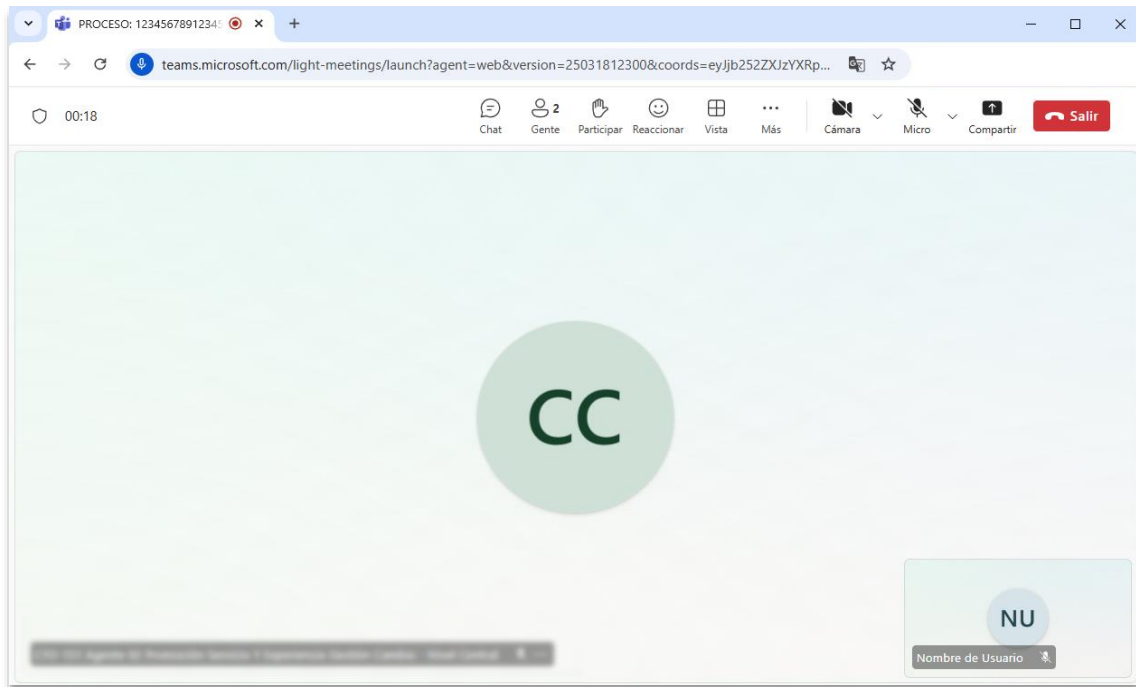 PROCESO: 1234567891234
teams.microsoft.com/light-meetings/launch?agent=web&version=25031812300&coords=eyJjb252ZXJzYXRp...
00:18
Chat
Gente 2
Participar
Reaccionar
Vista
Más
Cámara
Micro
Compartir
Salir
CC
NU
Nombre de Usuario